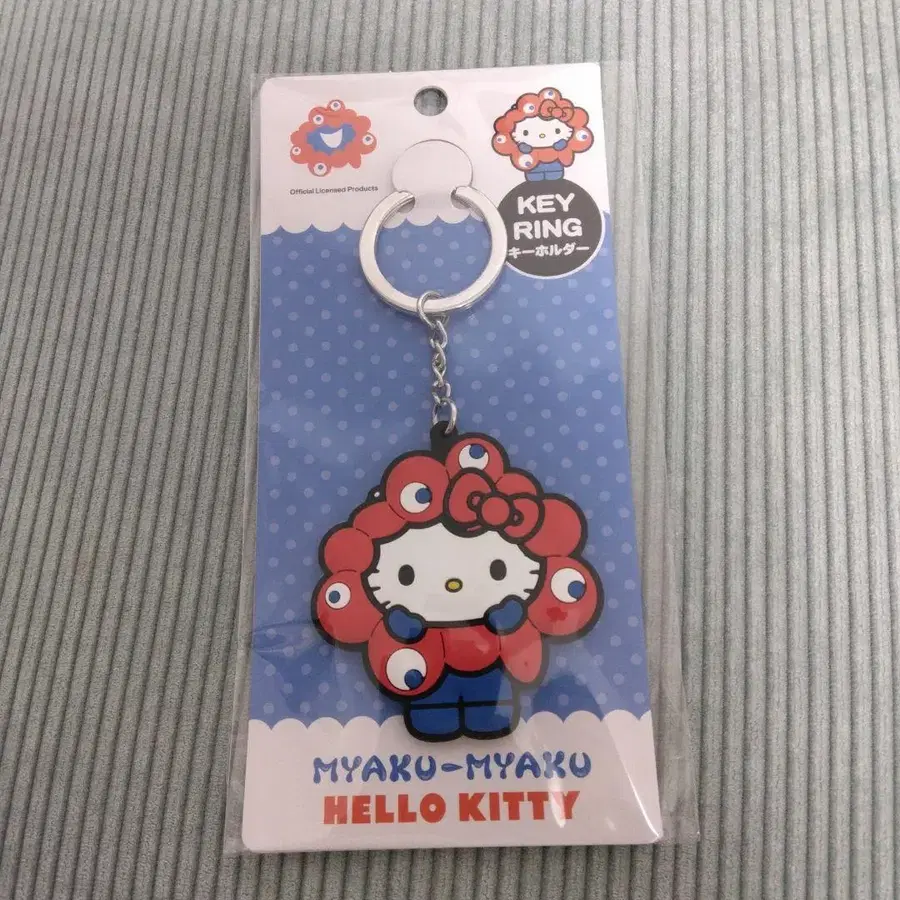 Official Licensed Products
KEY
RING
キーホルダー
MYAKU-MYAKU
HELLO KITTY